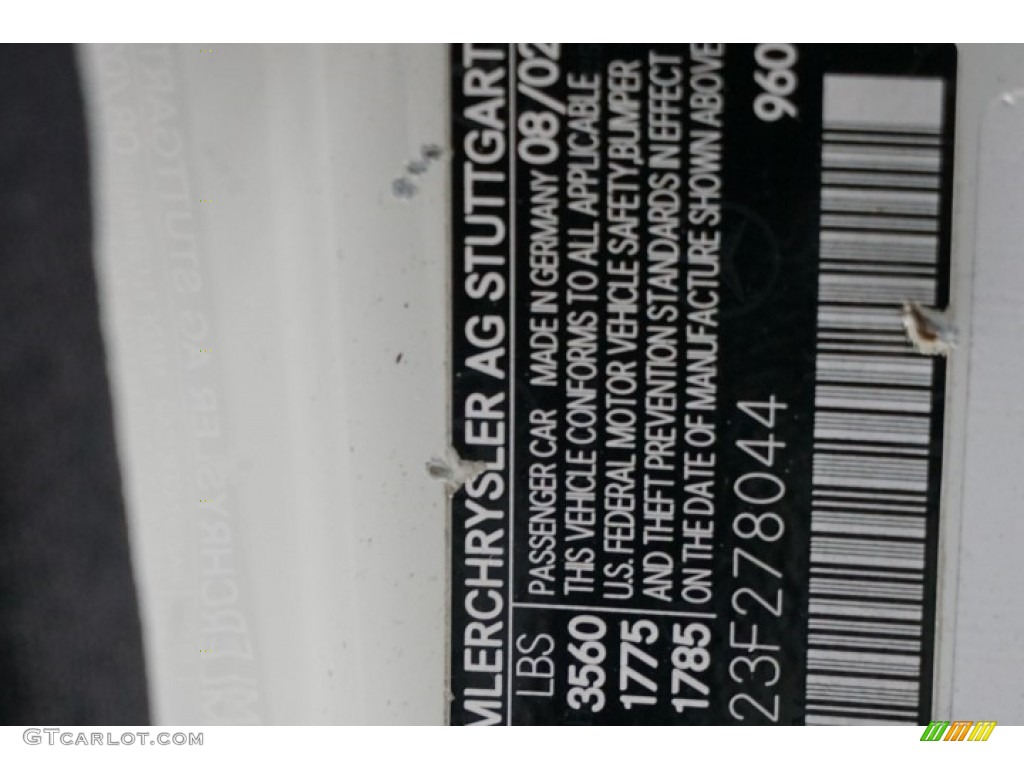 MLERCHRYSLER AG STUTTGART
LBS PASSENGER CAR MADE IN GERMANY 08/02
3560 THIS VEHICLE CONFORMS TO ALL APPLICABLE
1775 U.S. FEDERAL MOTOR VEHICLE SAFETY,BUMPER
1785 AND THEFT PREVENTION STANDARDS IN EFFECT
ON THE DATE OF MANUFACTURE SHOWN ABOVE
23F278044 960
GTcarlot.com